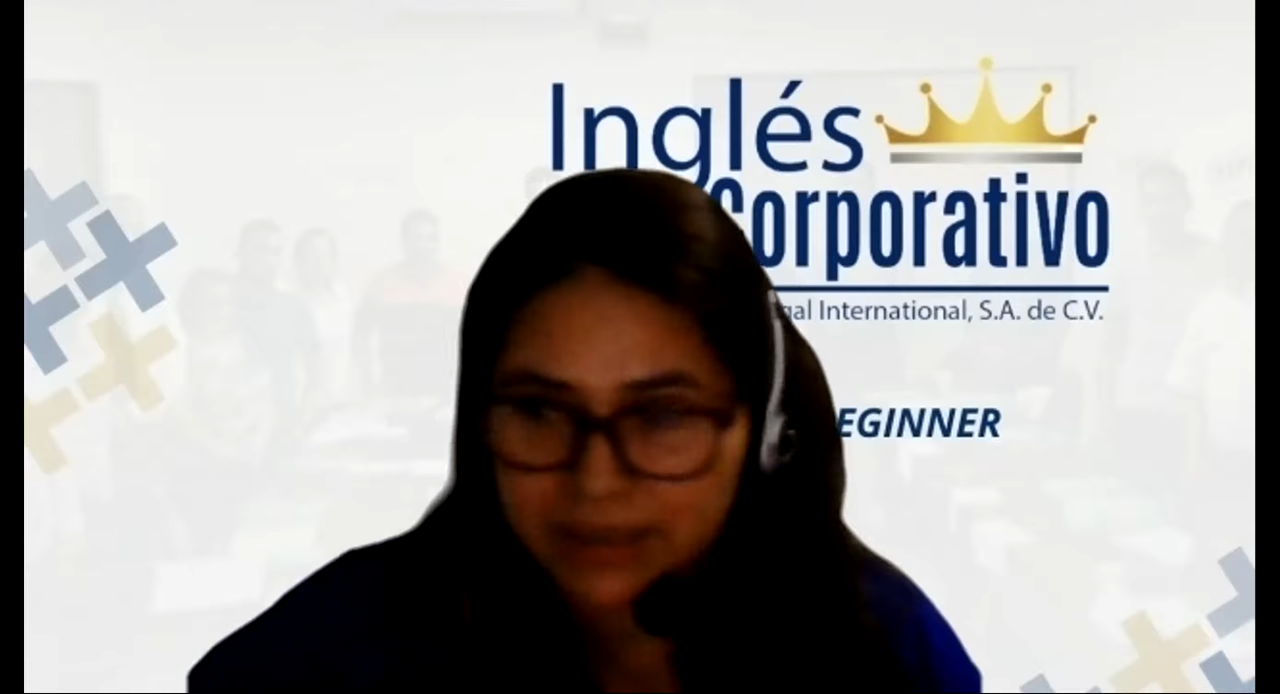 Inglés
Corporativo
International, S.A. de C.V.
EGINNER